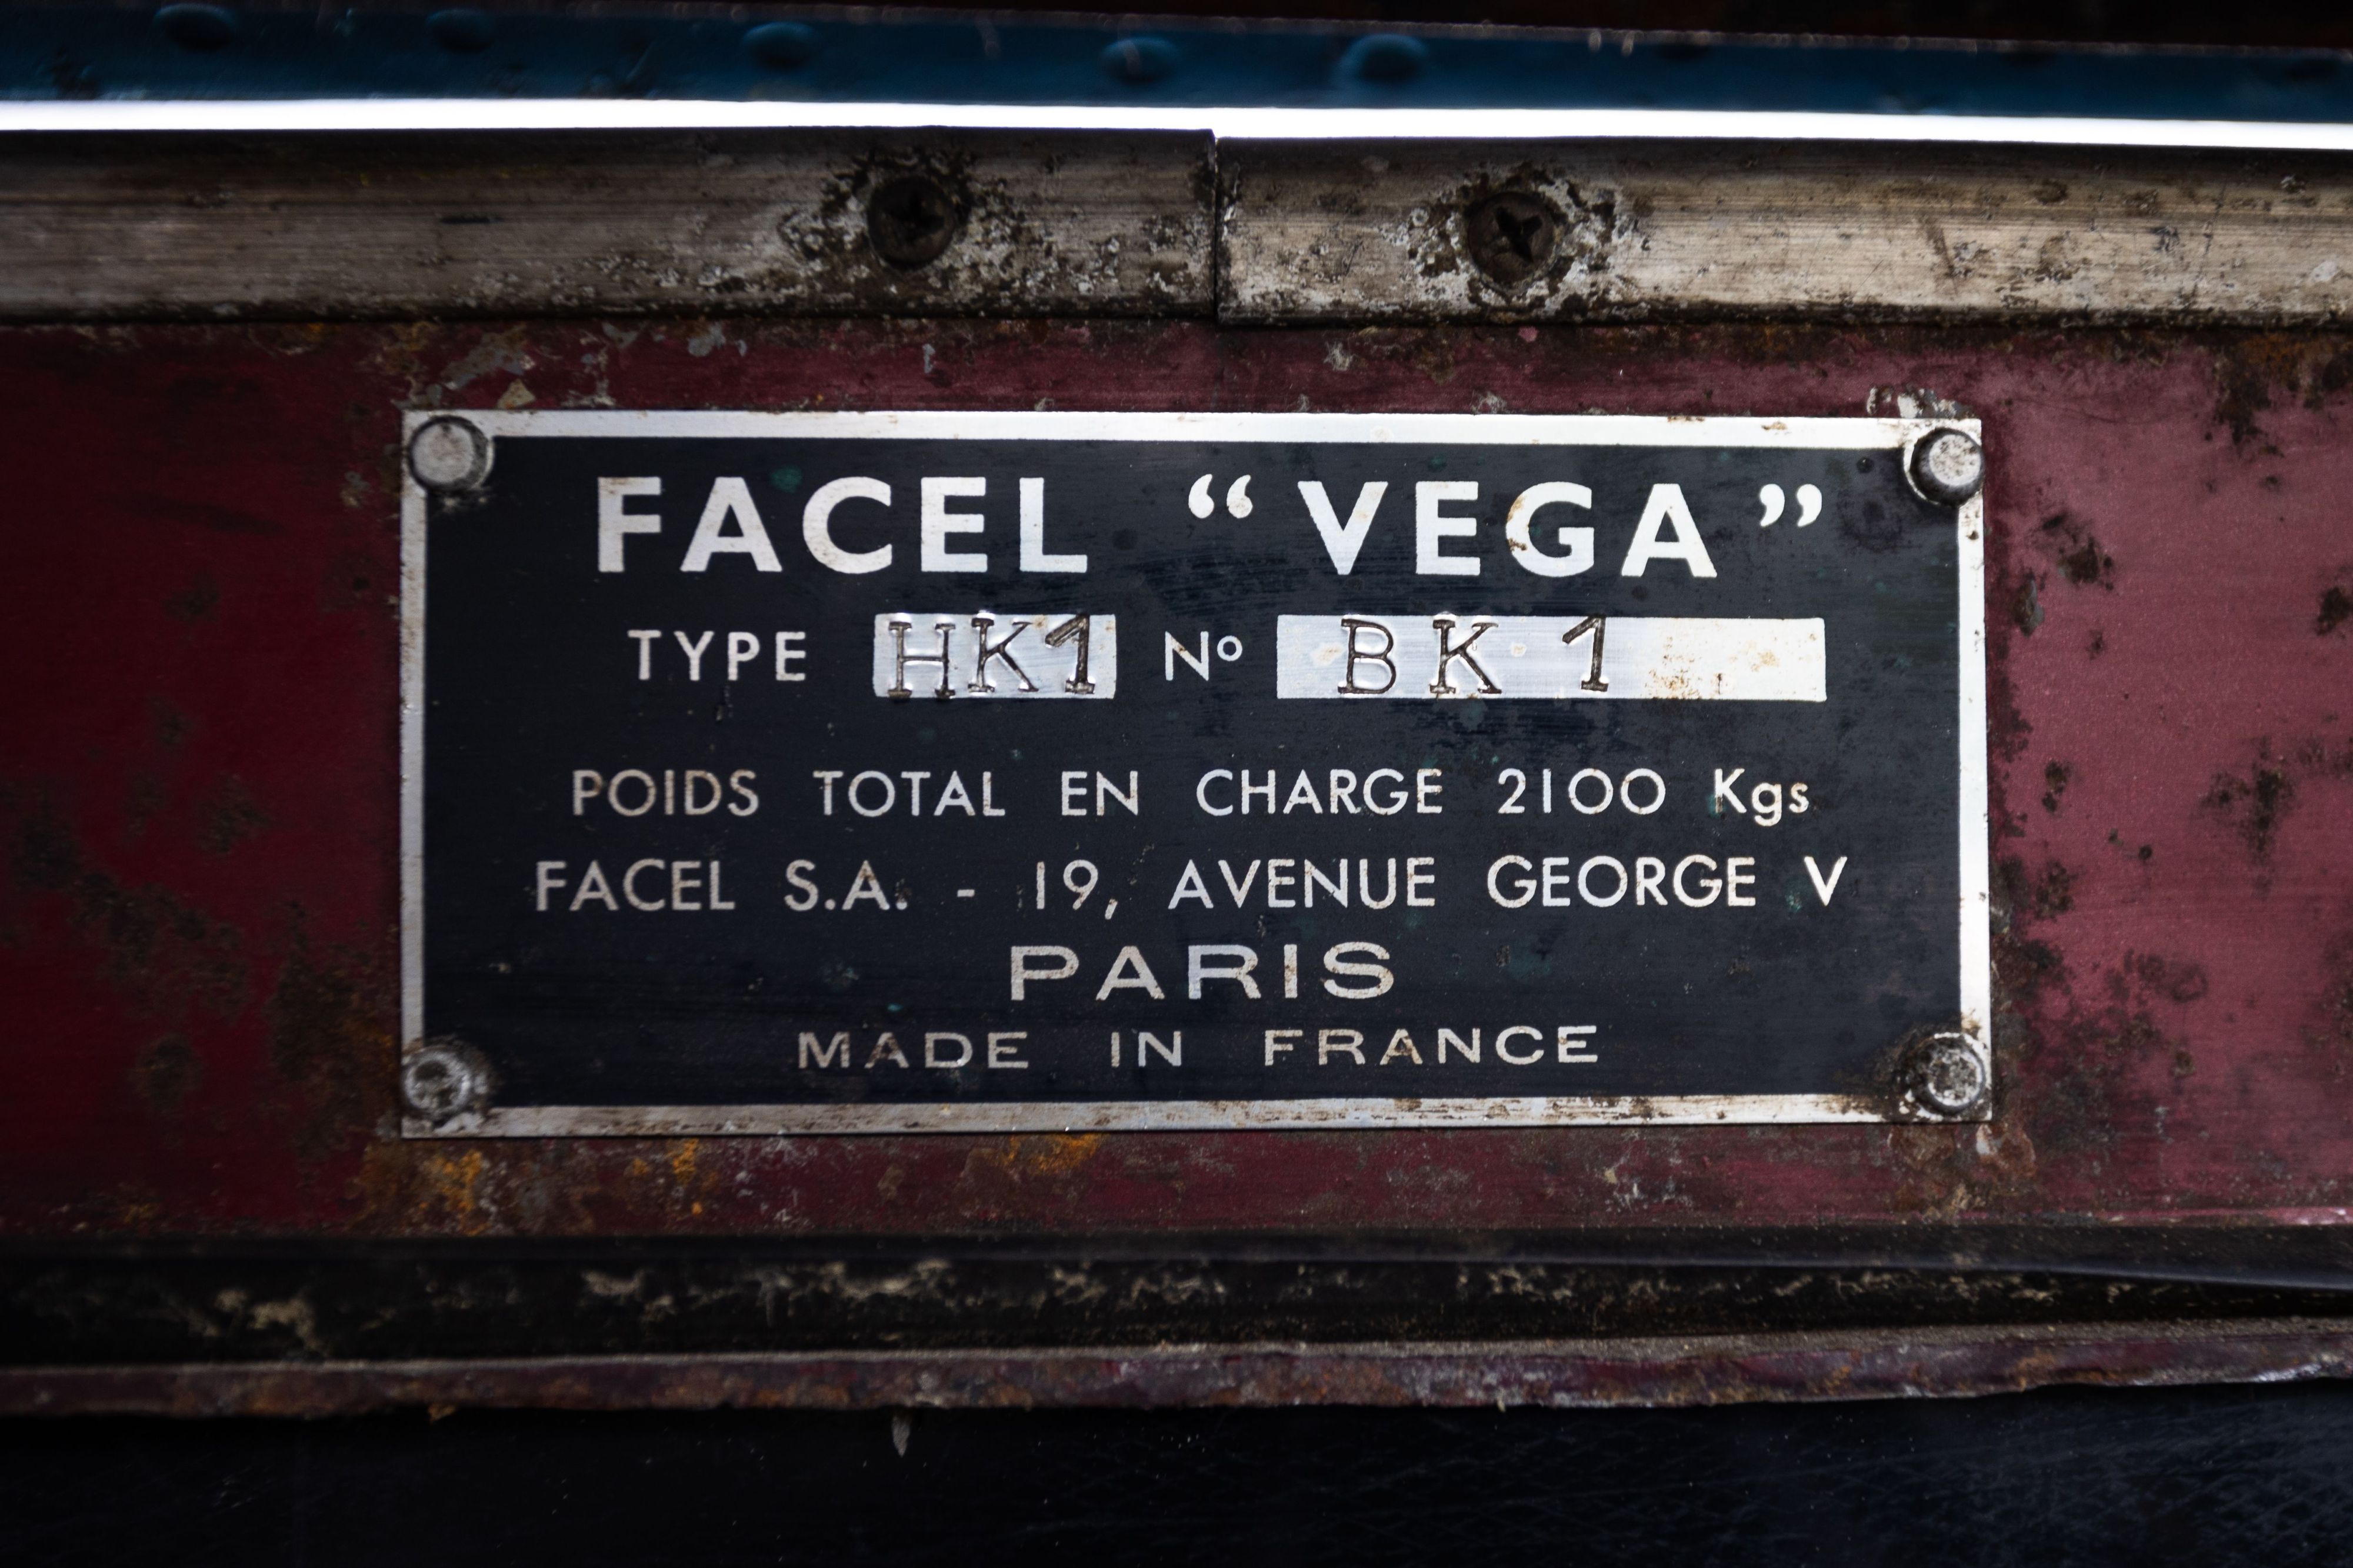 FACEL “VEGA”
TYPE HK1 Nº BK 1
POIDS TOTAL EN CHARGE 2100 Kgs
FACEL S.A. - 19, AVENUE GEORGE V
PARIS
MADE IN FRANCE